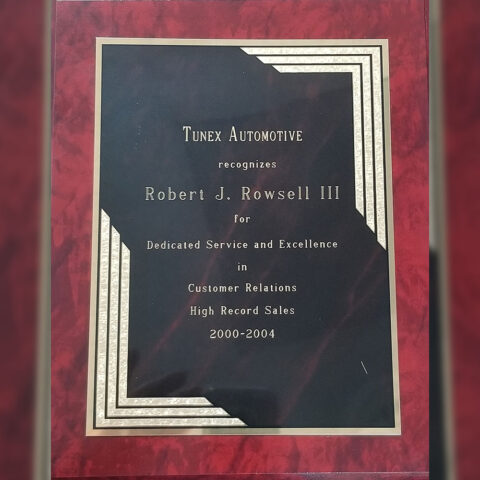 TUNEX AUTOMOTIVE
recognizes
Robert J. Rowsell III
for
Dedicated Service and Excellence
in
Customer Relations
High Record Sales
2000-2004